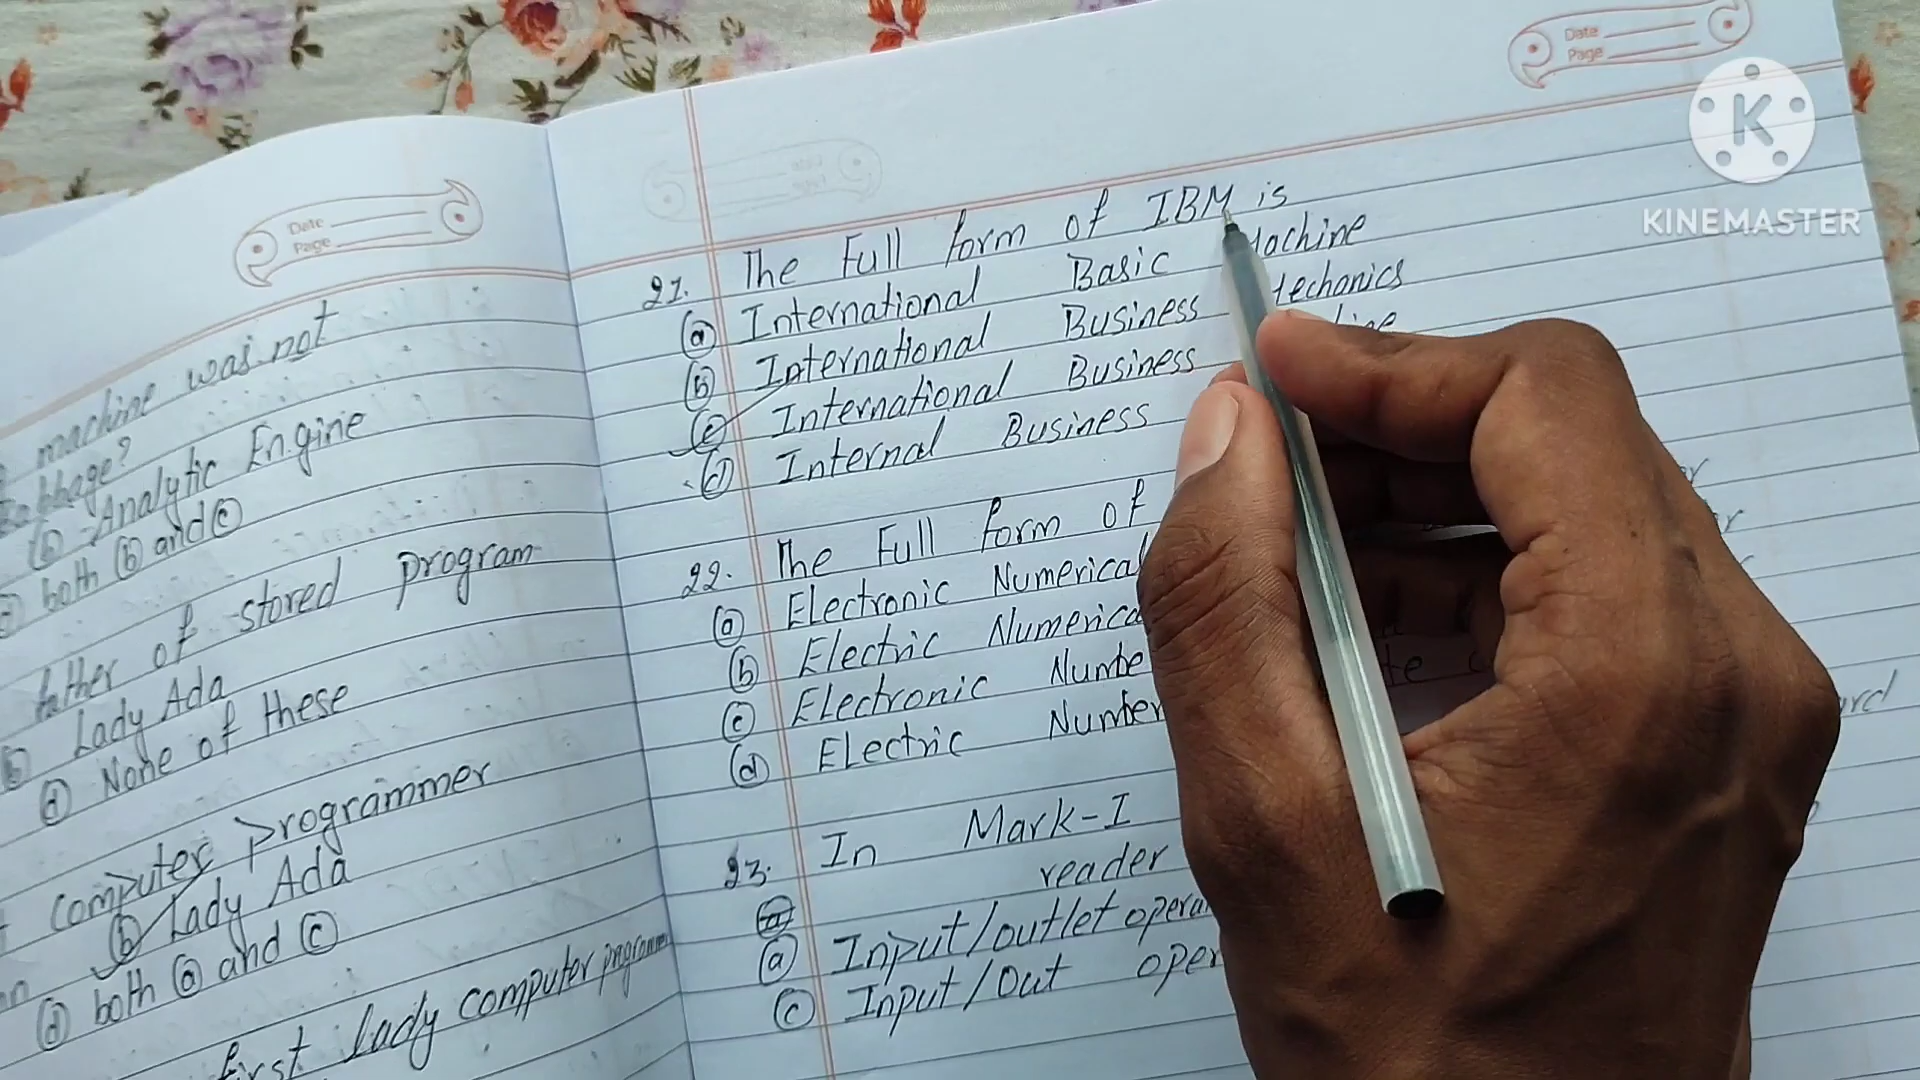 Date
Page
machine was not
bbage?
(b) Analytic Engine
both (b) and (c)
father of stored program
Lady Ada
(d) None of these
computer programmer
(b) Lady Ada
(d) both (a) and (c)
first lady computer programmer
Date
Page
KINEMASTER
21. The Full form of IBM is
(a) International Basic Machine
(b) International Business Mechanics
(c) International Business
(d) Internal Business
22. The Full form of
(a) Electronic Numerical
(b) Electric Numerica
(c) Electronic Numbe
(d) Electric Number
23. In Mark-I
reader
(a) Input/outlet opera
(c) Input/Out oper